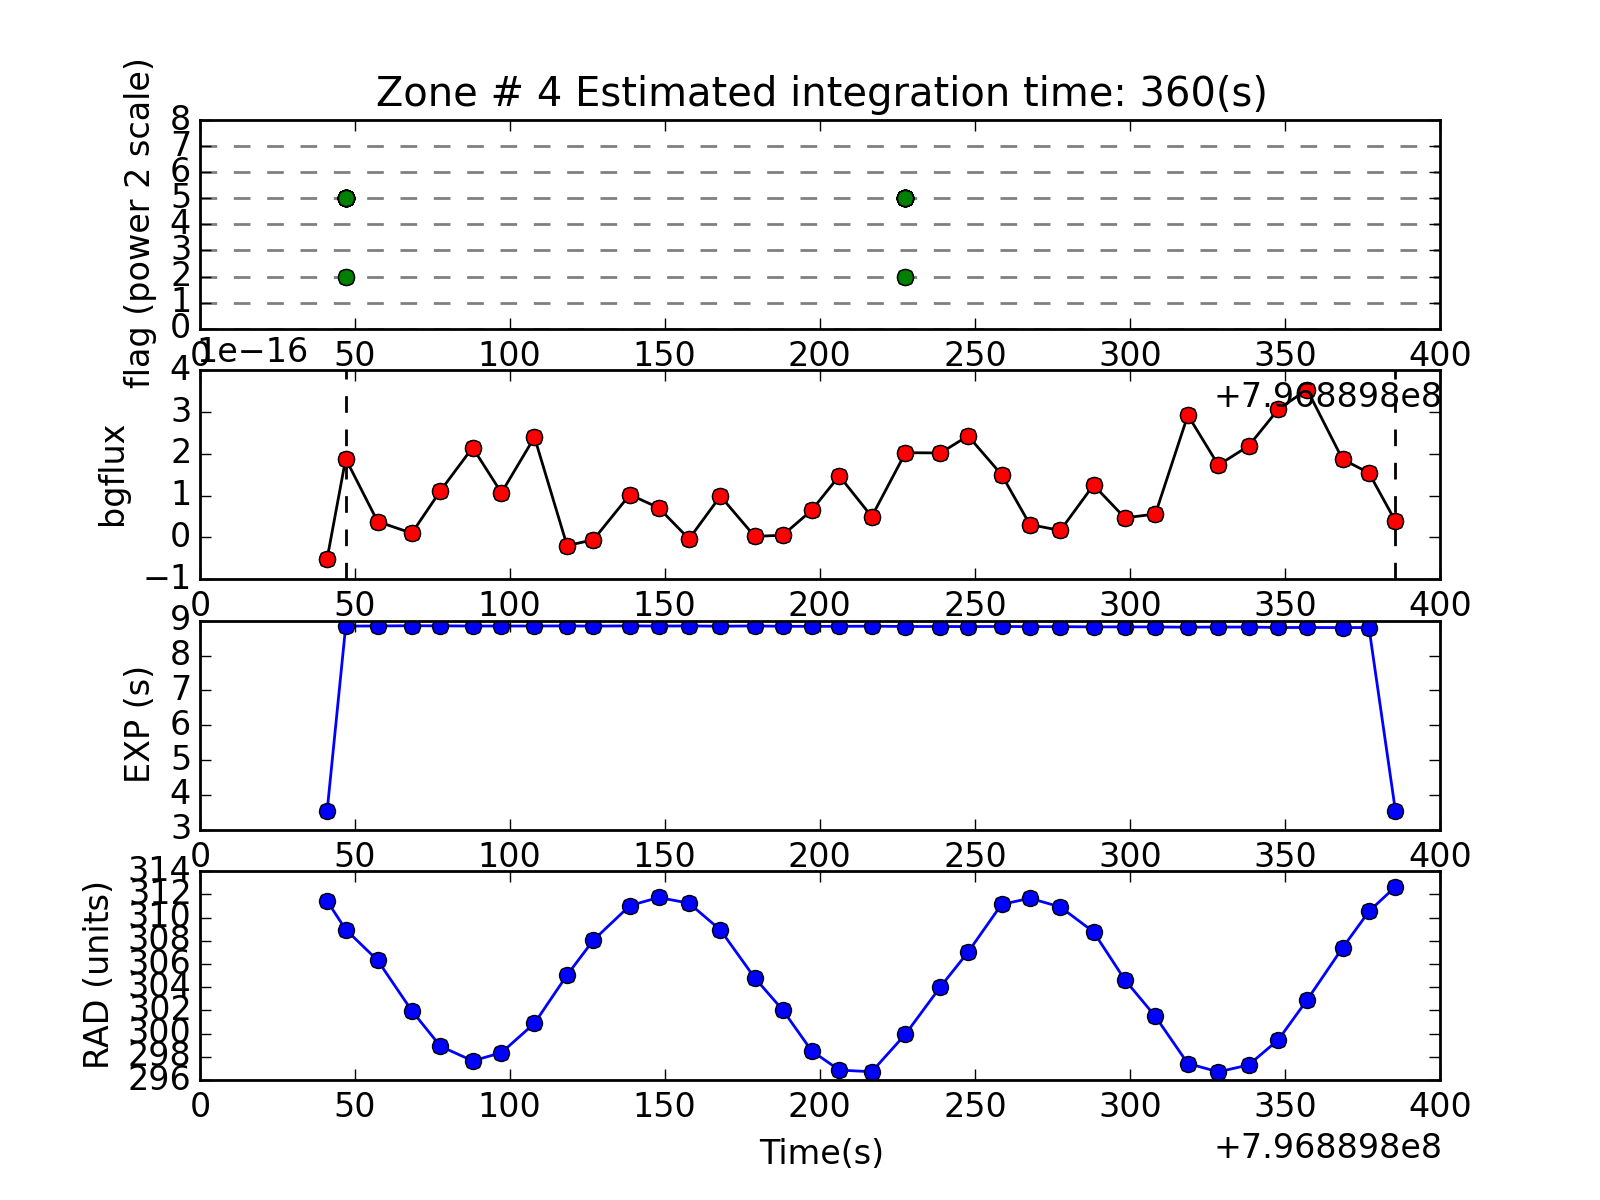 Zone # 4 Estimated integration time: 360(s)
flag (power 2 scale)
8
7
6
5
4
3
2
1
0
0 50 100 150 200 250 300 350 400
1e−16
+7.968898e8
bgflux
4
3
2
1
0
−1
0 50 100 150 200 250 300 350 400
EXP (s)
9
8
7
6
5
4
3
0 50 100 150 200 250 300 350 400
RAD (units)
314
312
310
308
306
304
302
300
298
296
0 50 100 150 200 250 300 350 400
Time(s)
+7.968898e8